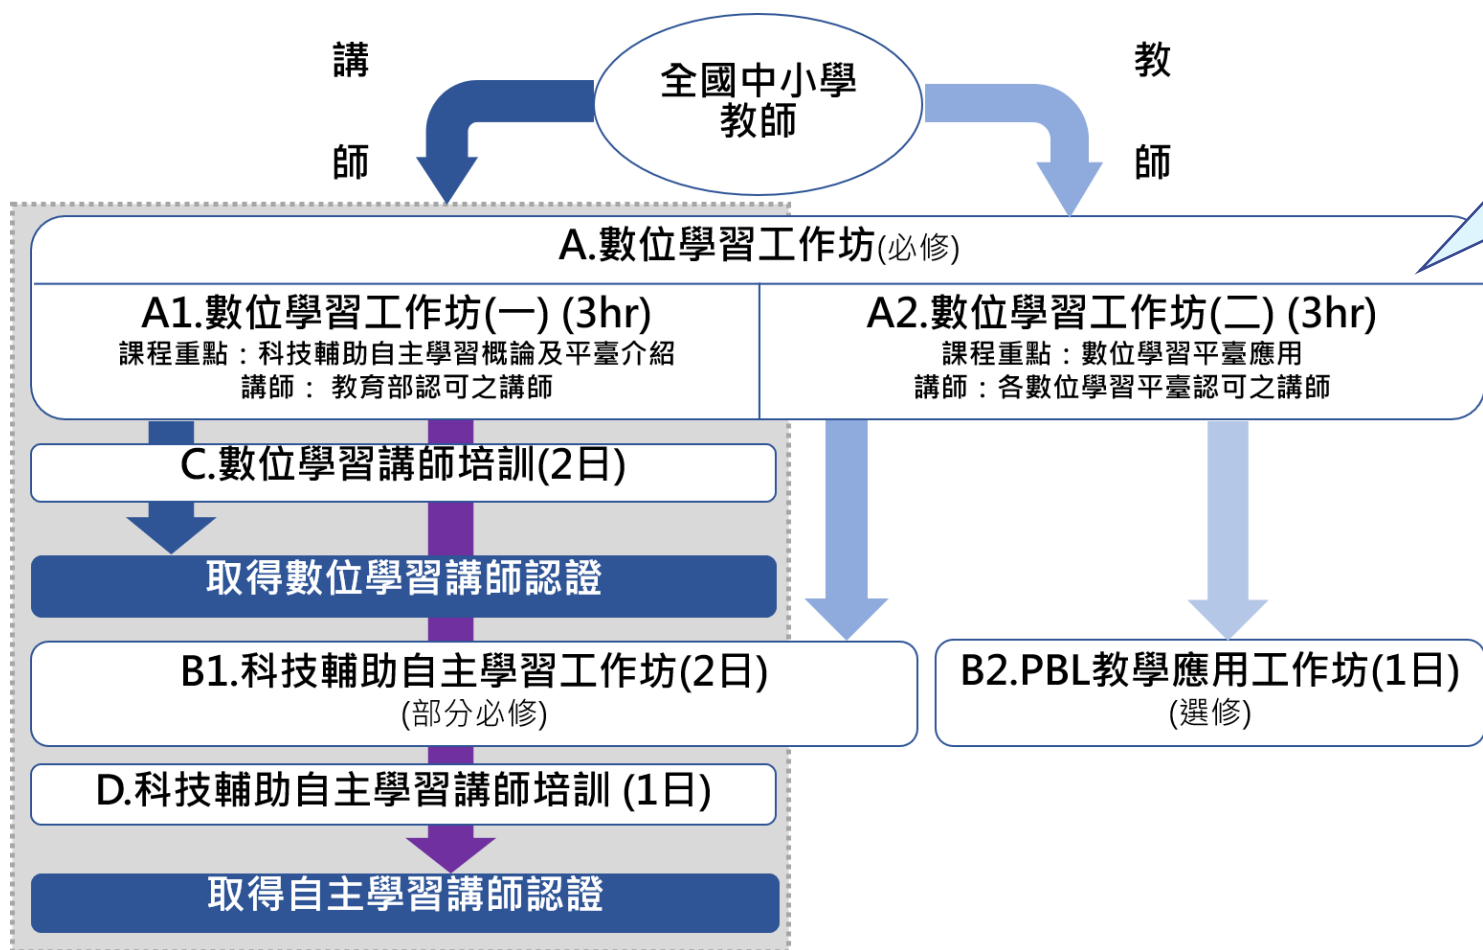 講
師
全國中小學
教師
教
師
A.數位學習工作坊(必修)
A1.數位學習工作坊(一) (3hr)
課程重點：科技輔助自主學習概論及平臺介紹
講師： 教育部認可之講師
A2.數位學習工作坊(二) (3hr)
課程重點：數位學習平臺應用
講師：各數位學習平臺認可之講師
C.數位學習講師培訓(2日)
取得數位學習講師認證
B1.科技輔助自主學習工作坊(2日)
(部分必修)
B2.PBL教學應用工作坊(1日)
(選修)
D.科技輔助自主學習講師培訓 (1日)
取得自主學習講師認證